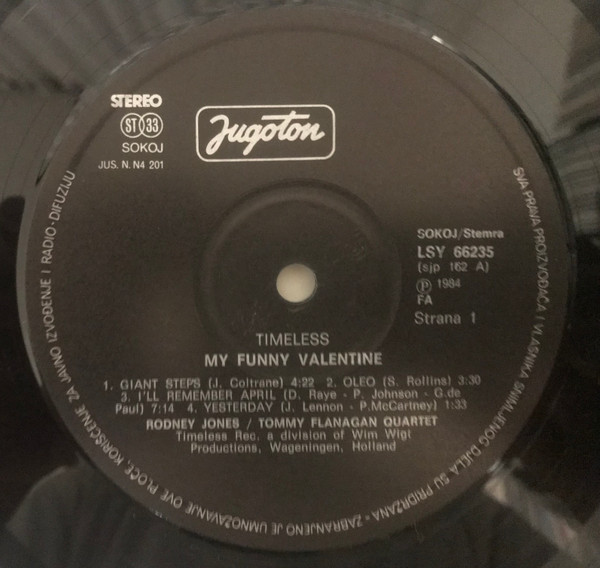 STEREO
ST 33
SOKOJ
JUS. N. N4 201
Jugoton
SOKOJ/Stemra
LSY 66235
(sjp 162 A)
Ⓟ 1984
FA
Strana 1
TIMELESS
MY FUNNY VALENTINE
1. GIANT STEPS (J. Coltrane) 4:22 2. OLEO (S. Rollins) 3:30
3. I'LL REMEMBER APRIL (D. Raye - P. Johnson - G.de
Paul) 7:14 4. YESTERDAY (J. Lennon - P.McCartney) 1:33
RODNEY JONES / TOMMY FLANAGAN QUARTET
Timeless Rec. a division of Wim Wigt
Productions, Wageningen, Holland
SVA PRAVA PROIZVOĐAČA I VLASNIKA SNIMLJENOG DJELA SU PRIDRŽANA - ZABRANJENO JE UMNOŽAVANJE OVE PLOČE, KORIŠĆENJE ZA JAVNO IZVOĐENJE I RADIO-DIFUZIJU